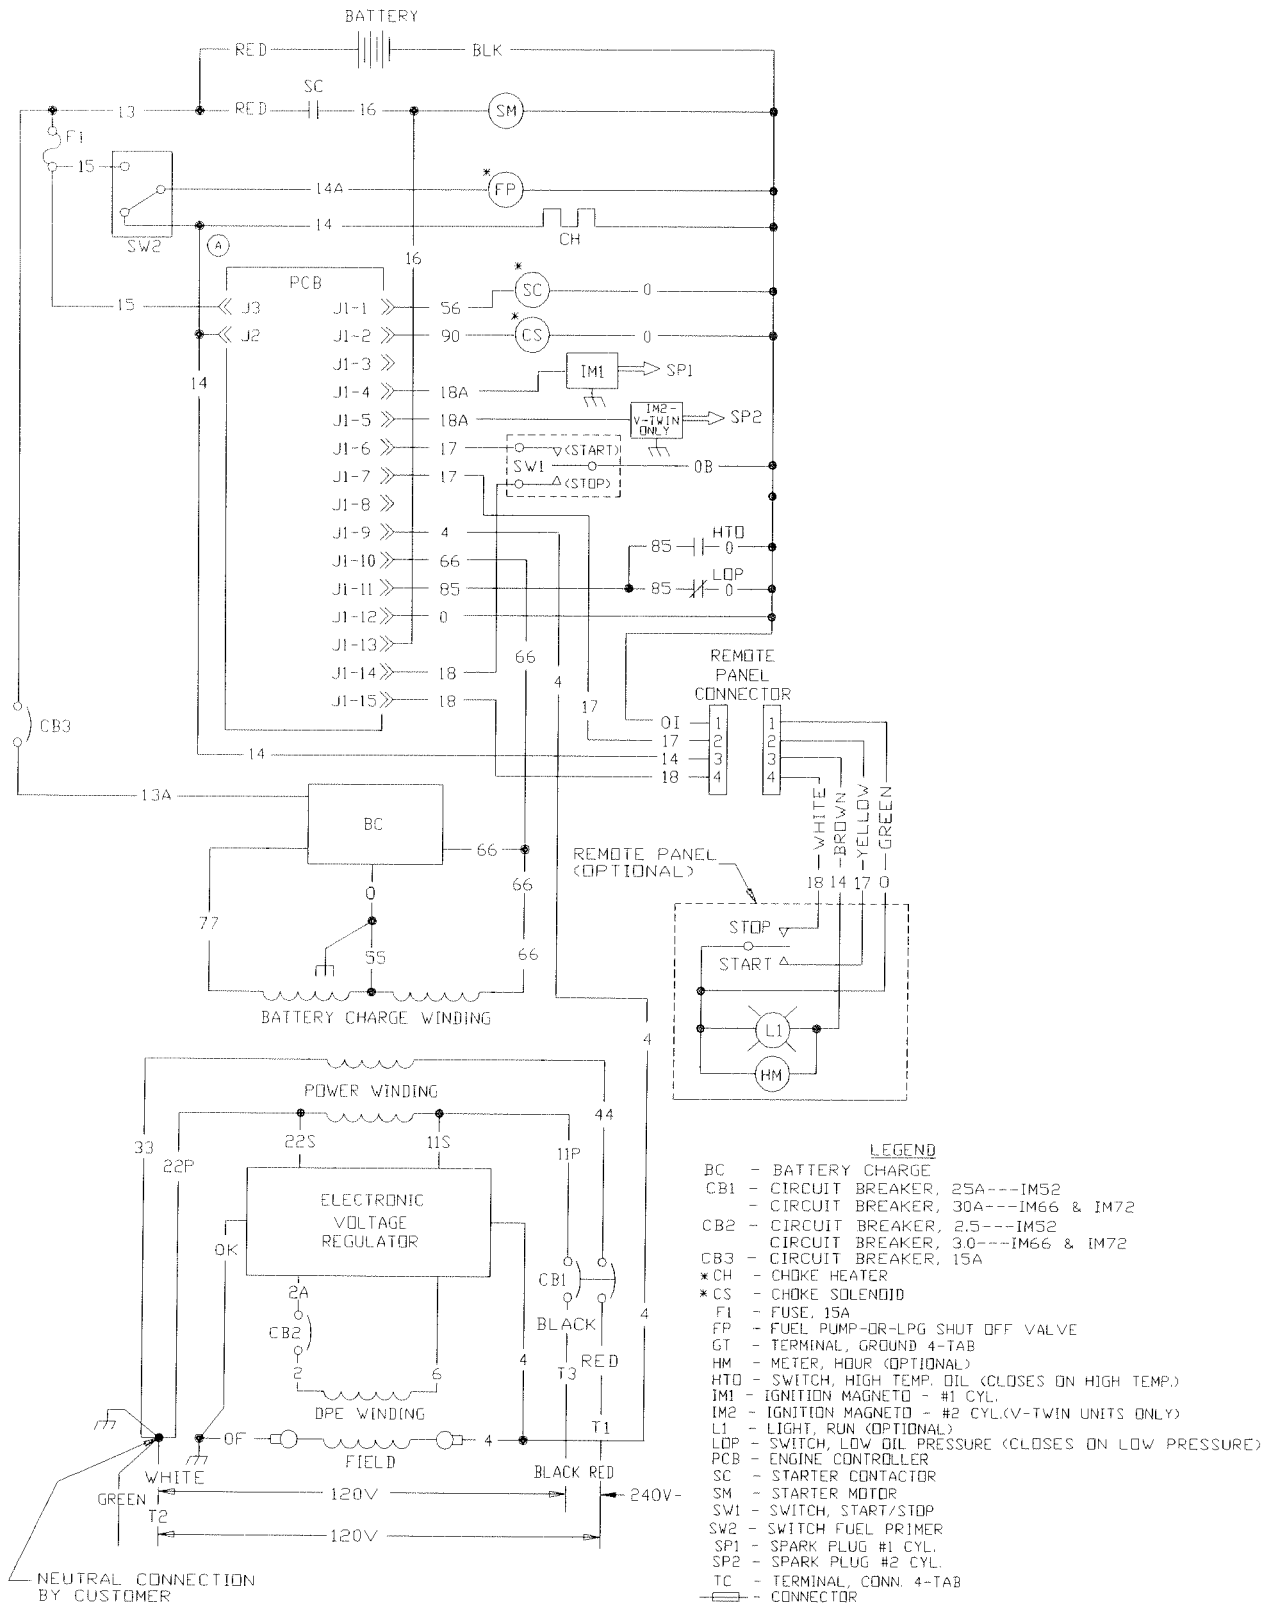 BATTERY
RED
BLK
SC
13
RED
16
SM
F1
15
*
14A
FP
14
CH
SW2
A
16
PCB
*
SC
15
J3
J1-1
56
0
*
J2
J1-2
90
CS
0
J1-3
IM1
SP1
14
J1-4
18A
J1-5
18A
IM2-
V-TWIN
ONLY
SP2
J1-6
17
(START)
SW1
0B
J1-7
17
(STOP)
J1-8
J1-9
4
HTO
85
0
J1-10
66
LOP
J1-11
85
85
0
J1-12
0
J1-13
66
REMOTE
PANEL
CONNECTOR
J1-14
18
4
J1-15
18
17
CB3
OI
1
1
17
2
2
14
14
3
3
18
4
4
13A
WHITE
BROWN
YELLOW
GREEN
BC
66
REMOTE PANEL
(OPTIONAL)
0
66
18
14
17
0
77
STOP
55
66
START
BATTERY CHARGE WINDING
L1
4
HM
POWER WINDING
44
33
22S
11S
11P
22P
ELECTRONIC
VOLTAGE
REGULATOR
OK
2A
CB1
CB2
BLACK
4
4
2
6
T3
RED
DPE WINDING
T1
0F
4
FIELD
WHITE
BLACK
RED
GREEN
120V
240V
T2
120V
NEUTRAL CONNECTION
BY CUSTOMER
LEGEND
BC - BATTERY CHARGE
CB1 - CIRCUIT BREAKER, 25A---IM52
- CIRCUIT BREAKER, 30A---IM66 & IM72
CB2 - CIRCUIT BREAKER, 2.5---IM52
CIRCUIT BREAKER, 3.0---IM66 & IM72
CB3 - CIRCUIT BREAKER, 15A
* CH - CHOKE HEATER
* CS - CHOKE SOLENOID
F1 - FUSE, 15A
FP - FUEL PUMP-OR-LPG SHUT OFF VALVE
GT - TERMINAL, GROUND 4-TAB
HM - METER, HOUR (OPTIONAL)
HTO - SWITCH, HIGH TEMP. OIL (CLOSES ON HIGH TEMP.)
IM1 - IGNITION MAGNETO - #1 CYL.
IM2 - IGNITION MAGNETO - #2 CYL.(V-TWIN UNITS ONLY)
L1 - LIGHT, RUN (OPTIONAL)
LOP - SWITCH, LOW OIL PRESSURE (CLOSES ON LOW PRESSURE)
PCB - ENGINE CONTROLLER
SC - STARTER CONTACTOR
SM - STARTER MOTOR
SW1 - SWITCH, START/STOP
SW2 - SWITCH FUEL PRIMER
SP1 - SPARK PLUG #1 CYL.
SP2 - SPARK PLUG #2 CYL.
TC - TERMINAL, CONN. 4-TAB
- CONNECTOR